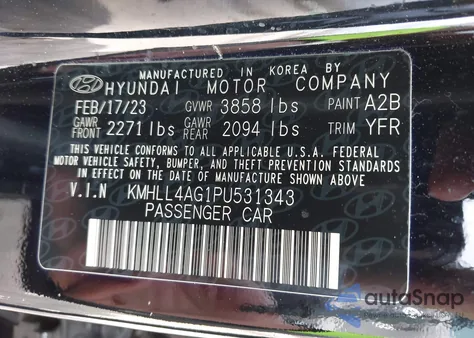 MANUFACTURED IN KOREA BY
HYUNDAI MOTOR COMPANY
FEB/17/23 GVWR 3858 lbs PAINT A2B
GAWR FRONT 2271 lbs GAWR REAR 2094 lbs TRIM YFR
THIS VEHICLE CONFORMS TO ALL APPLICABLE U.S.A. FEDERAL
MOTOR VEHICLE SAFETY, BUMPER, AND THEFT PREVENTION STANDARDS
IN EFFECT ON THE DATE OF MANUFACTURE SHOWN ABOVE.
V.I.N KMHLL4AG1PU531343
PASSENGER CAR
autoSnap